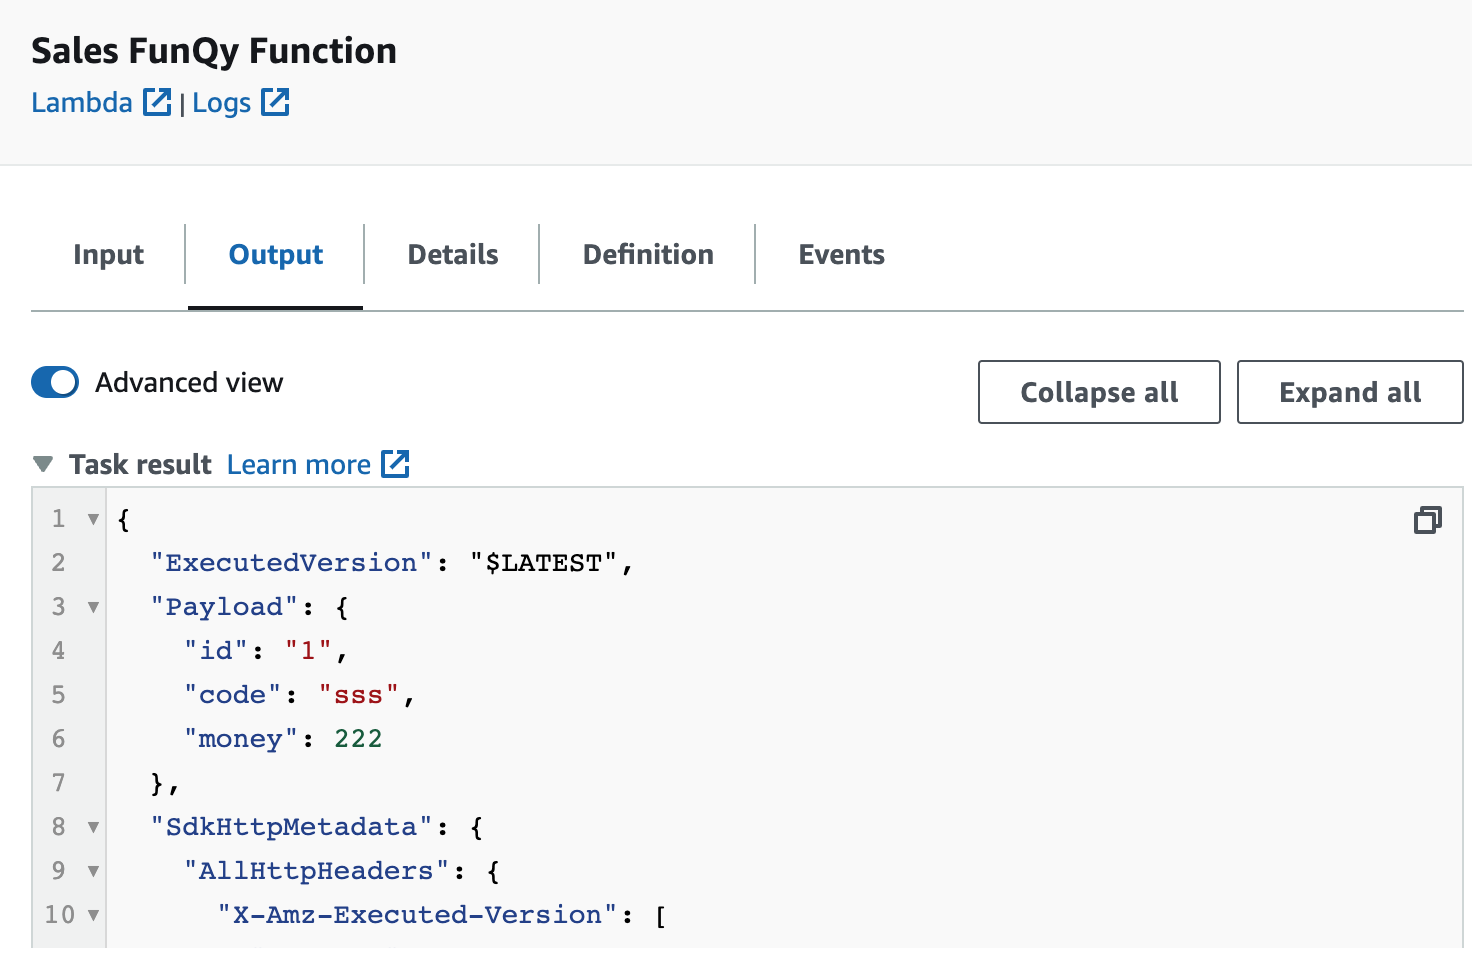 Sales FunQy Function
Lambda | Logs
Input Output Details Definition Events
Advanced view Collapse all Expand all
Task result Learn more
1 {
2 "ExecutedVersion": "$LATEST",
3 "Payload": {
4 "id": "1",
5 "code": "sss",
6 "money": 222
7 },
8 "SdkHttpMetadata": {
9 "AllHttpHeaders": {
10 "X-Amz-Executed-Version": [